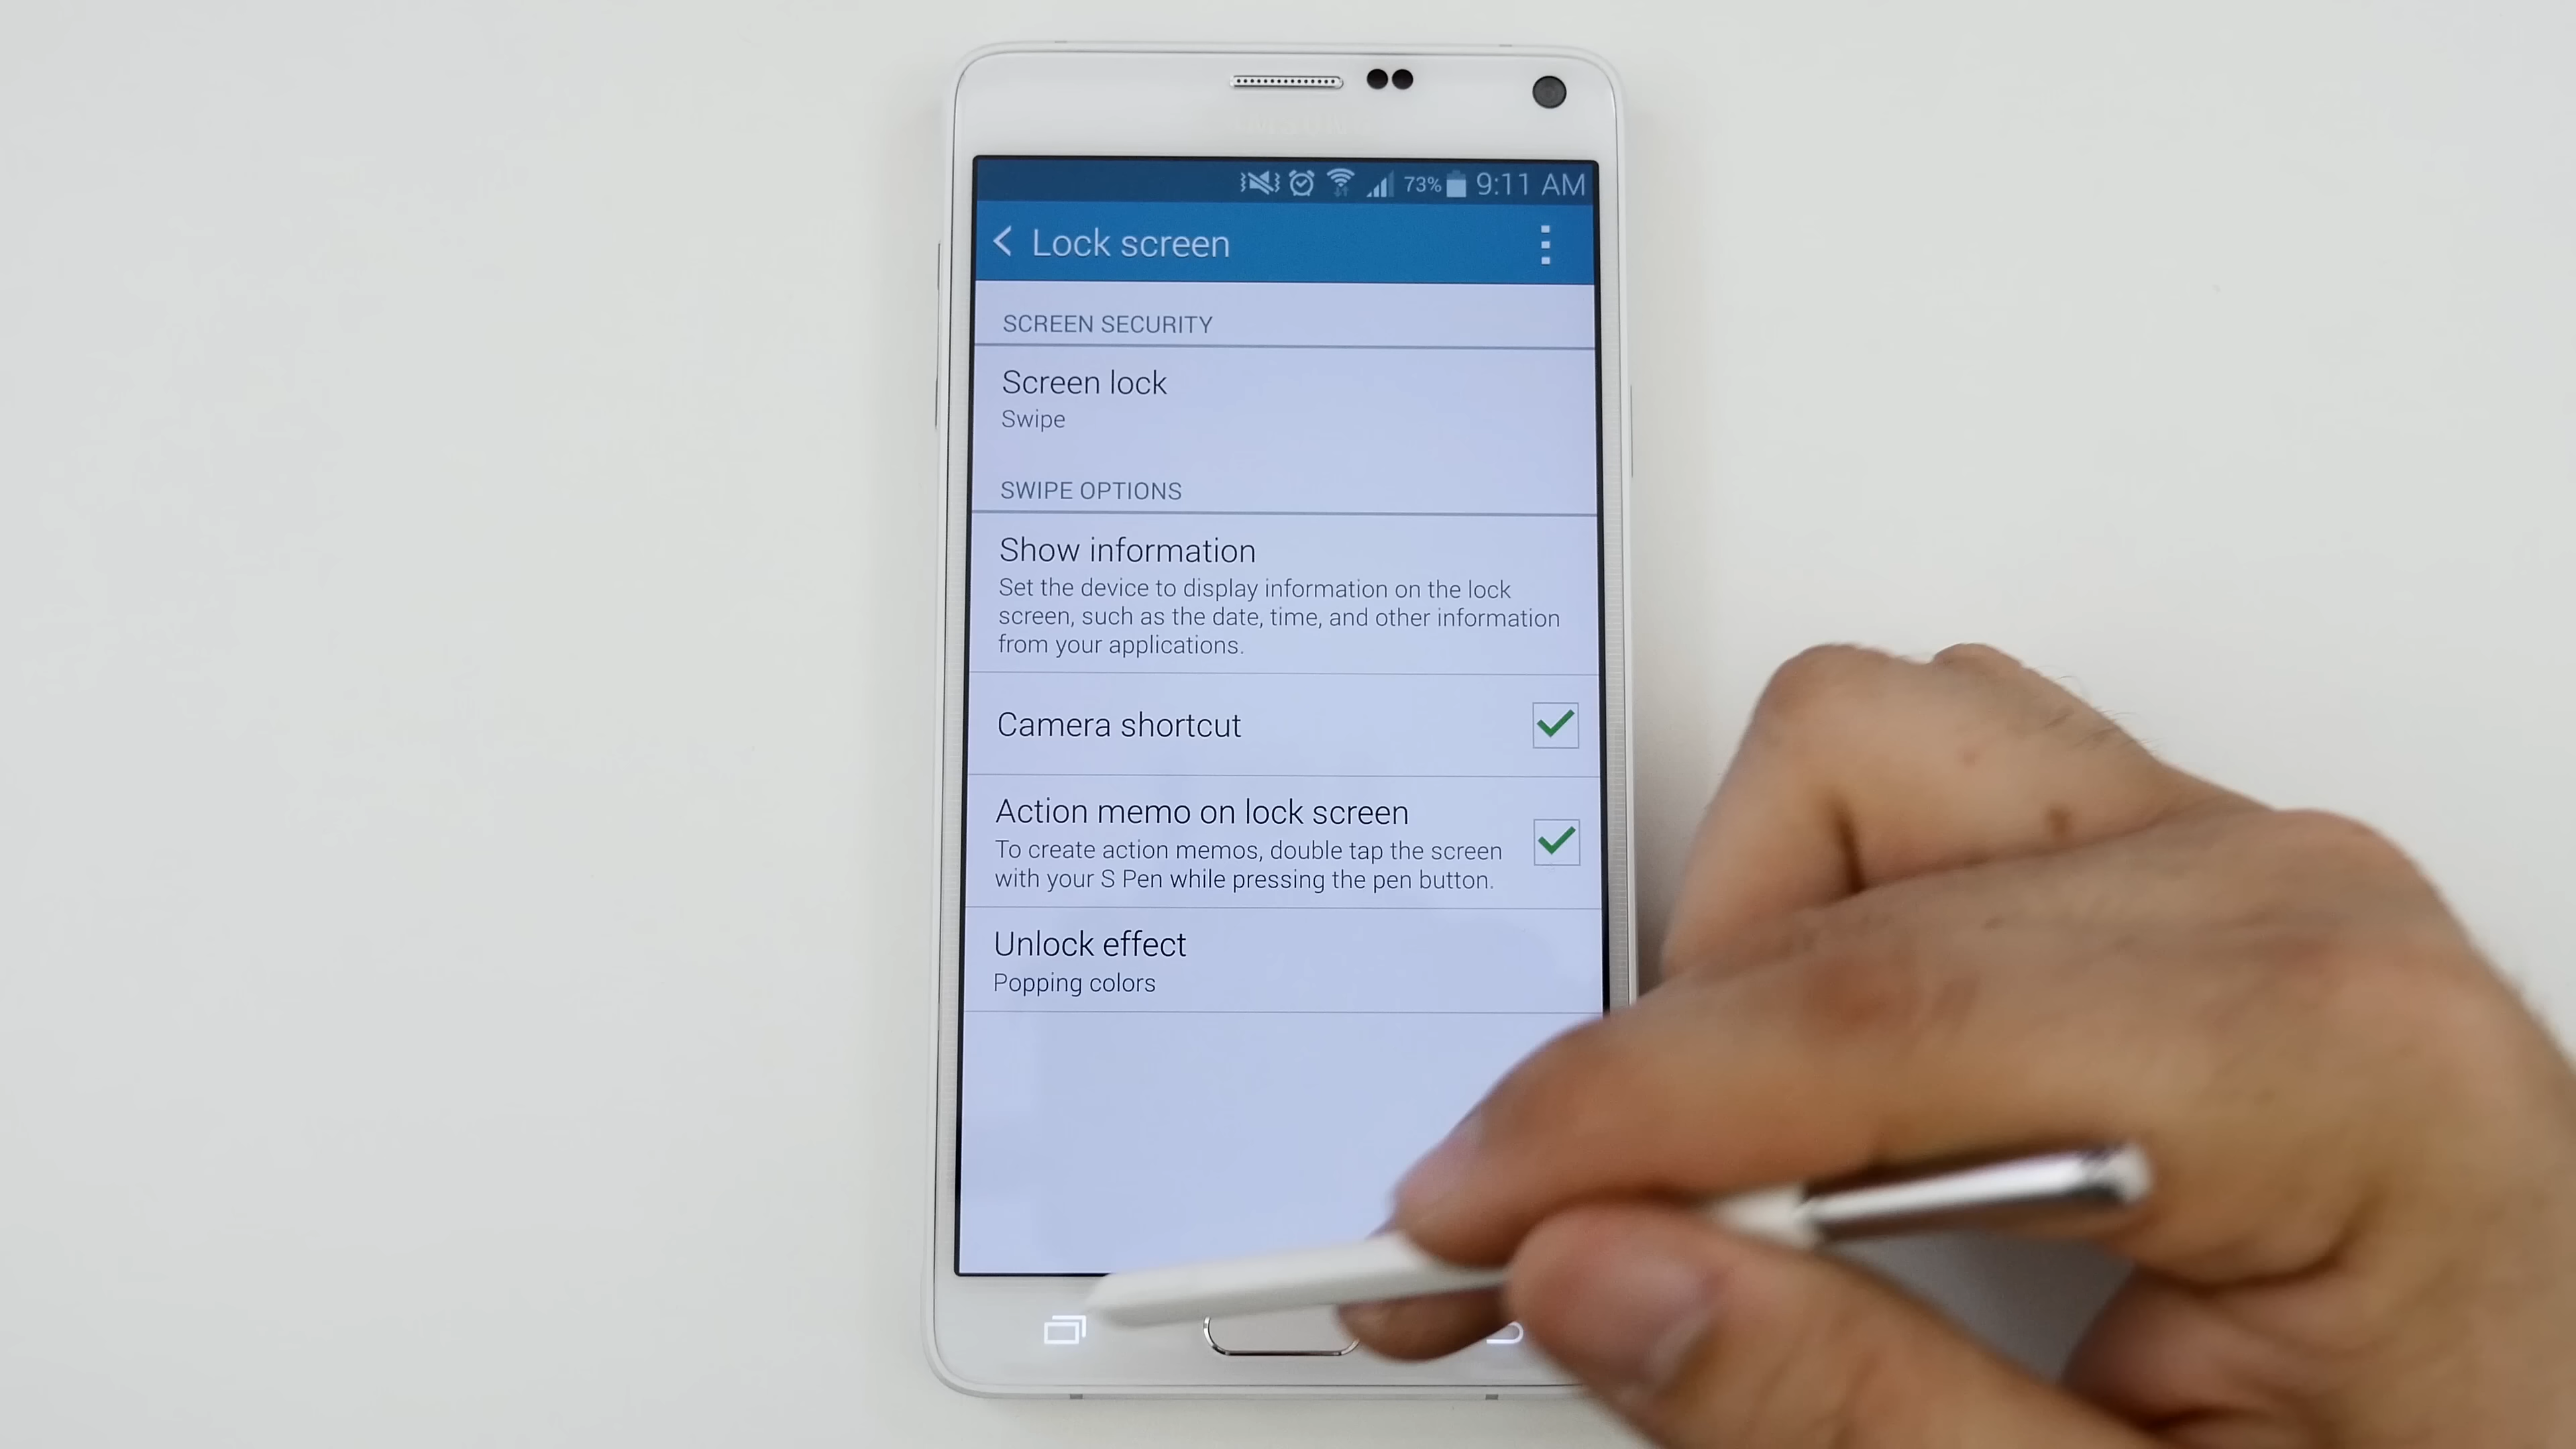 73% 9:11 AM
Lock screen
SCREEN SECURITY
Screen lock
Swipe
SWIPE OPTIONS
Show information
Set the device to display information on the lock
screen, such as the date, time, and other information
from your applications.
Camera shortcut
Action memo on lock screen
To create action memos, double tap the screen
with your S Pen while pressing the pen button.
Unlock effect
Popping colors